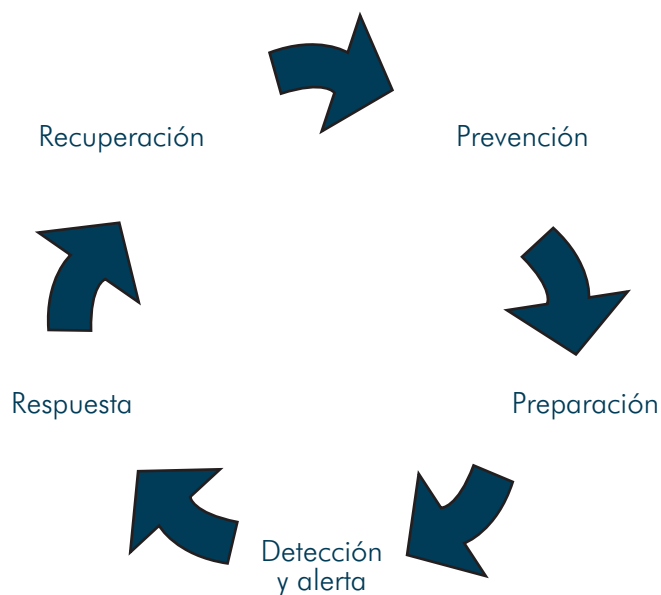 Recuperación
Prevención
Respuesta
Preparación
Detección
y alerta